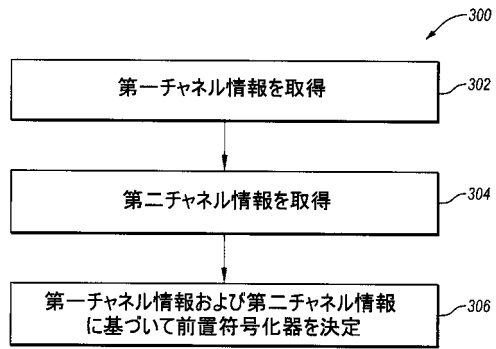 300
第一チャネル情報を取得
302
第二チャネル情報を取得
304
第一チャネル情報および第二チャネル情報
に基づいて前置符号化器を決定
306